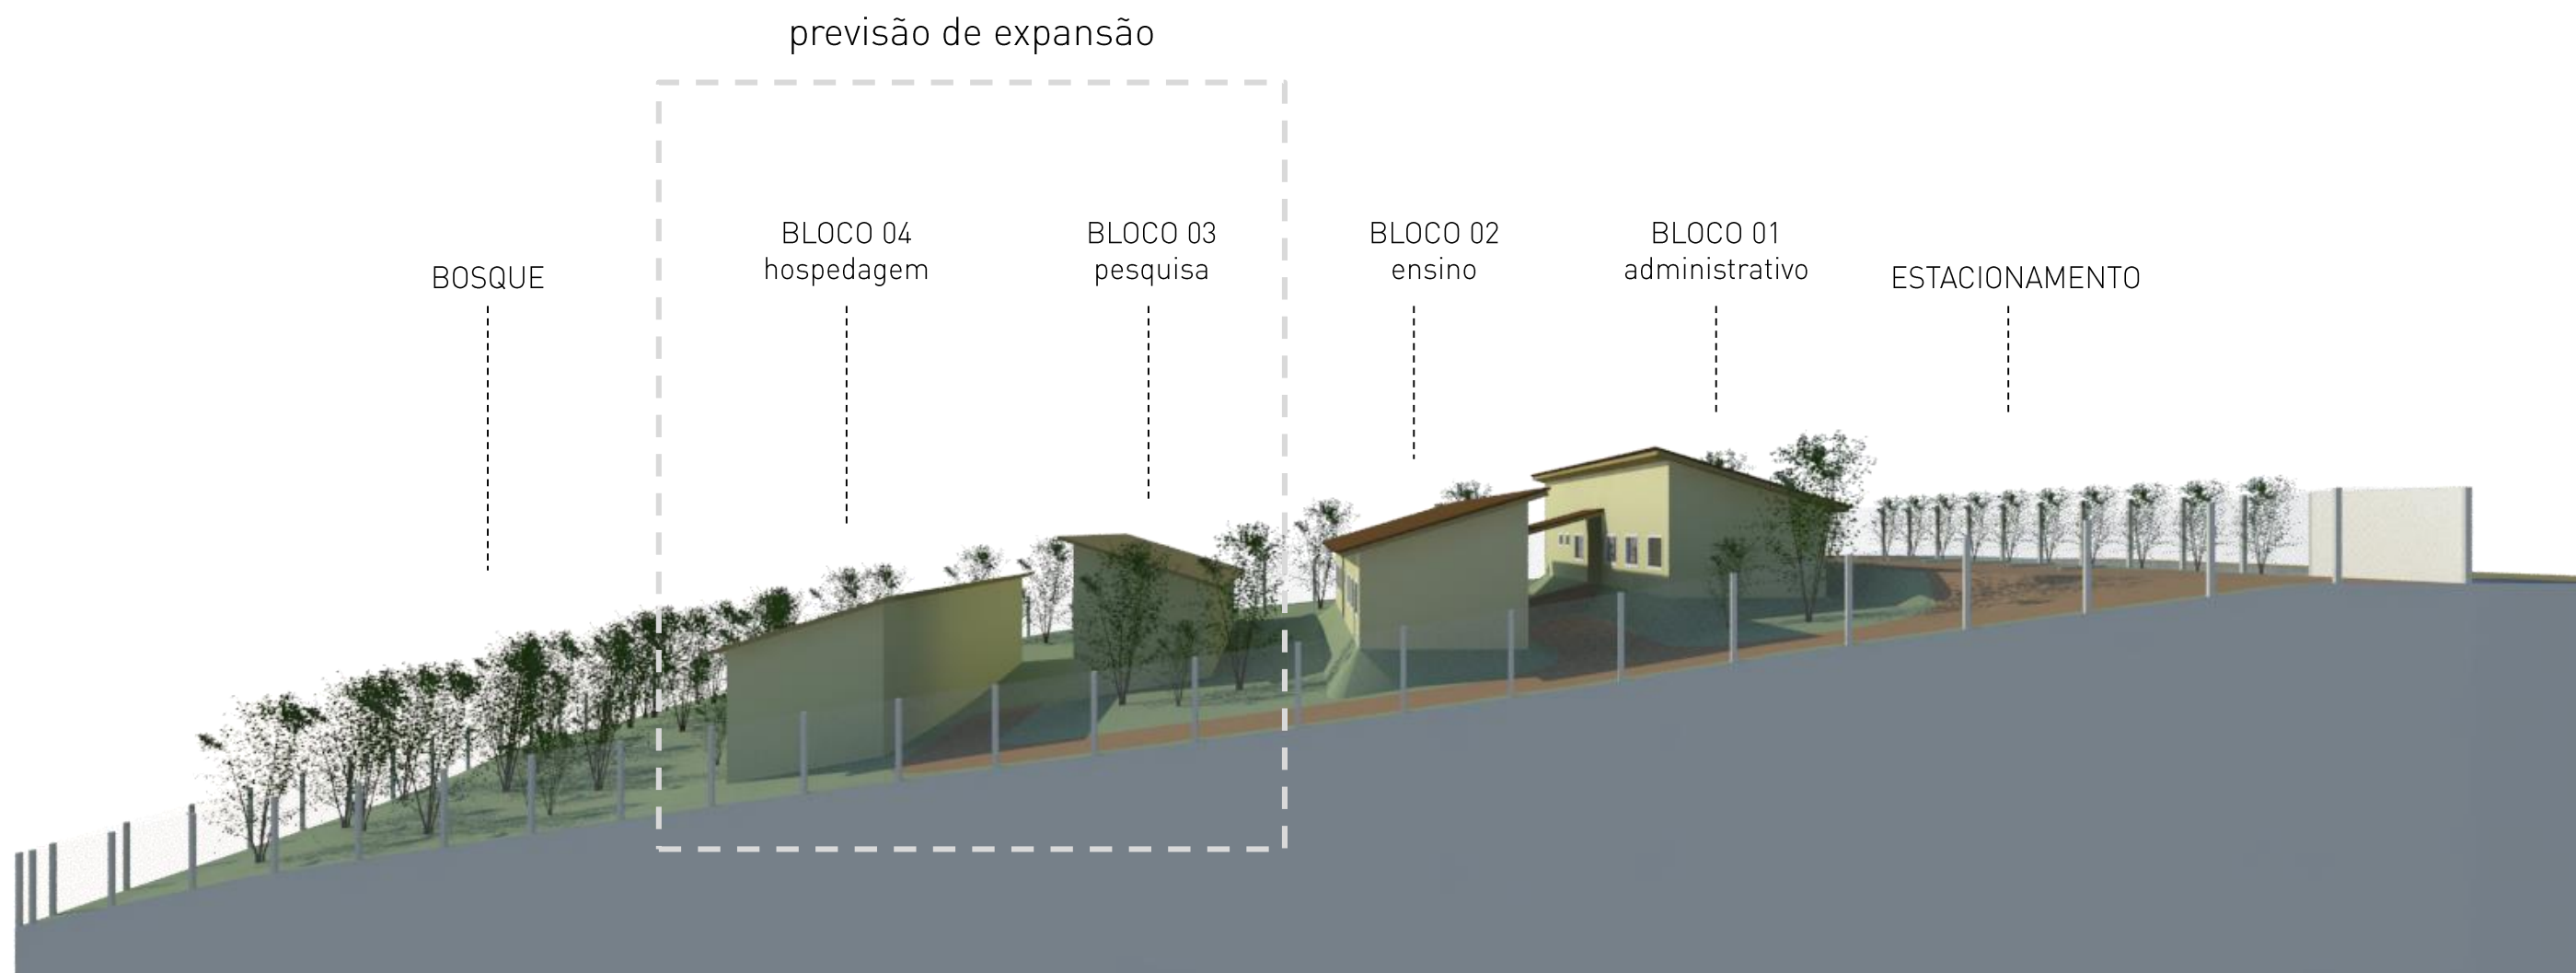 previsão de expansão
BOSQUE
BLOCO 04
hospedagem
BLOCO 03
pesquisa
BLOCO 02
ensino
BLOCO 01
administrativo
ESTACIONAMENTO